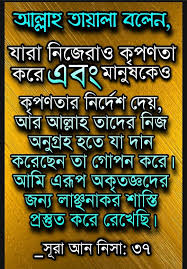 আল্লাহ তায়ালা বলেন,
যারা নিজেরাও কৃপণতা
করে এবং মানুষকেও
কৃপণতার নির্দেশ দেয়,
আর আল্লাহ তাদের নিজ
অনুগ্রহ হতে যা দান
করেছেন তা গোপন করে।
আমি এরূপ অকৃতজ্ঞদের
জন্য লাঞ্ছনাকর শাস্তি
প্রস্তুত করে রেখেছি।
_সূরা আন নিসা: ৩৭